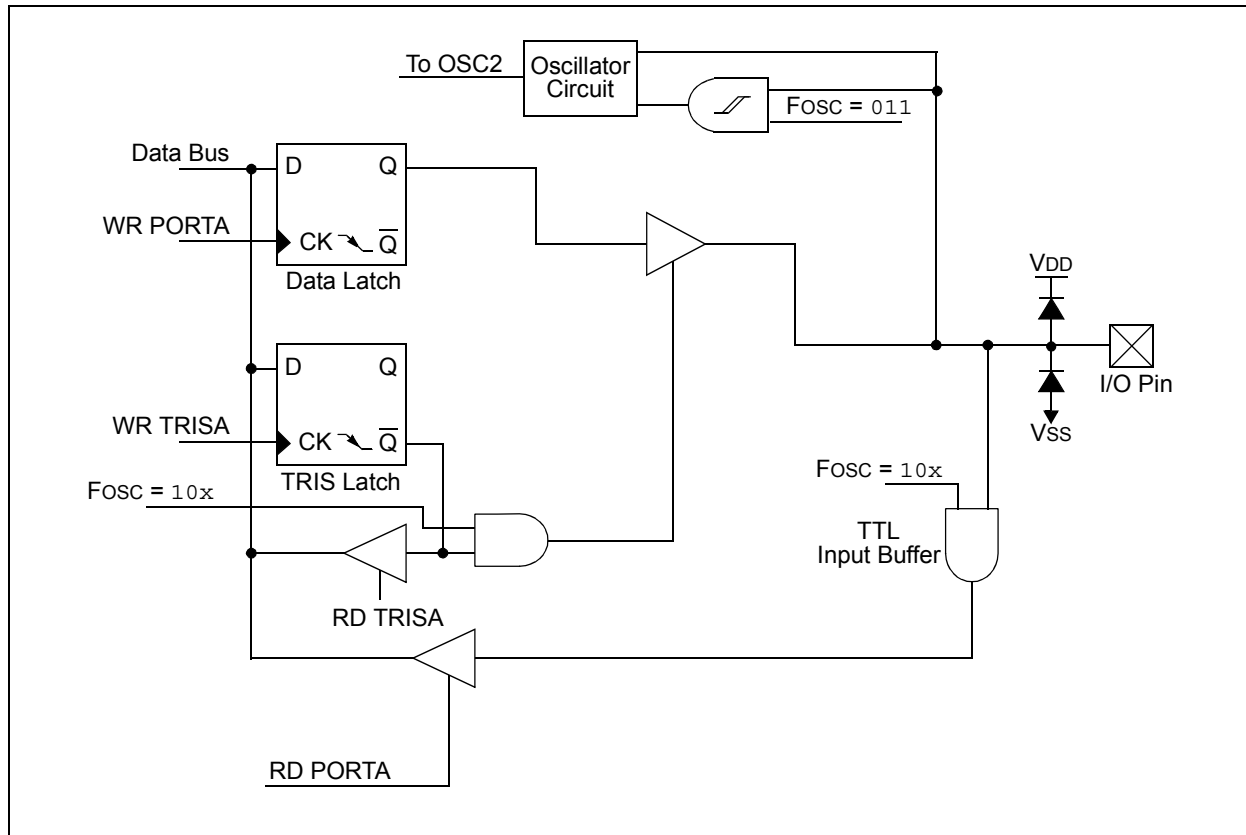 To OSC2
Oscillator
Circuit
FOSC = 011
Data Bus
D
Q
WR PORTA
CK
Q̅
Data Latch
VDD
D
Q
I/O Pin
WR TRISA
CK
Q̅
VSS
TRIS Latch
FOSC = 10x
FOSC = 10x
TTL
Input Buffer
RD TRISA
RD PORTA